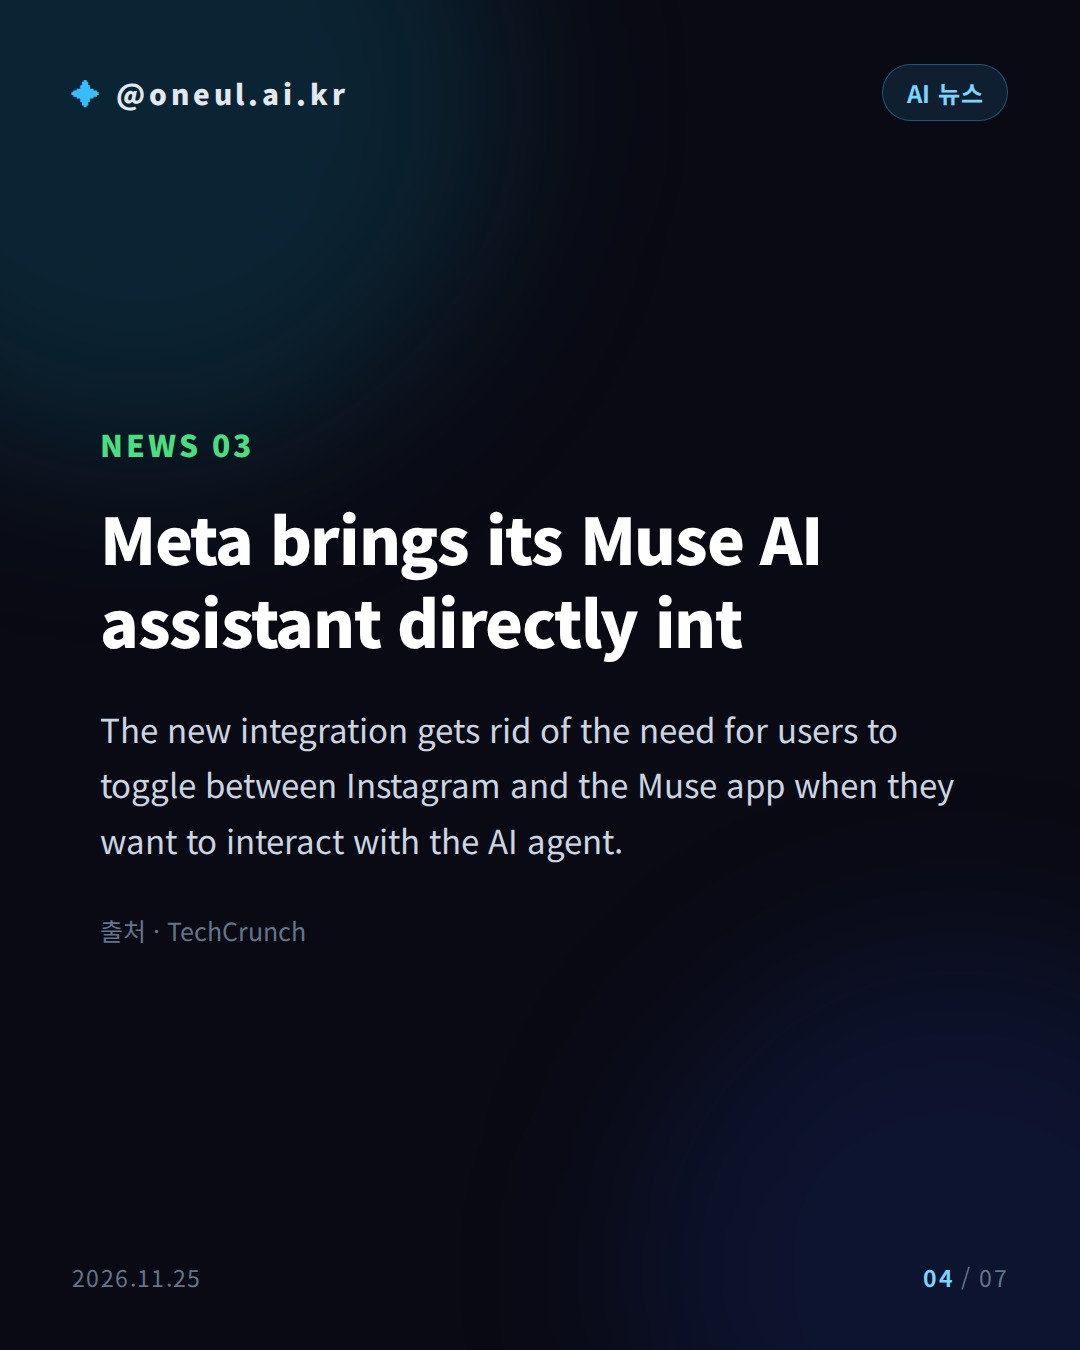 @oneul.ai.kr
AI 뉴스
NEWS 03
Meta brings its Muse AI
assistant directly int
The new integration gets rid of the need for users to
toggle between Instagram and the Muse app when they
want to interact with the AI agent.
출처 · TechCrunch
2026.11.25
04 / 07